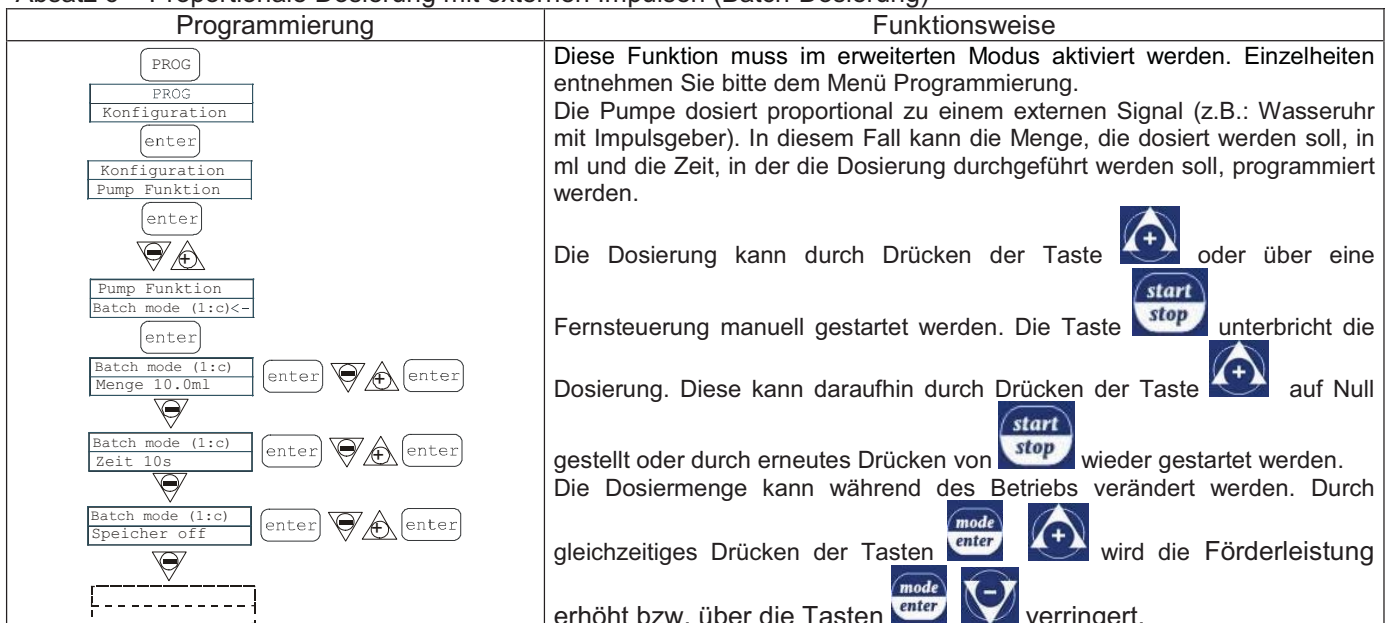 Absatz 6 – Proportionale Dosierung mit externen Impulsen (Batch-Dosierung)
Programmierung
PROG
PROG
Konfiguration
enter
Konfiguration
Pump Funktion
enter
Pump Funktion
Batch mode (1:c)<-
enter
Batch mode (1:c)
Menge 10.0ml
enter enter
Batch mode (1:c)
Zeit 10s
enter enter
Batch mode (1:c)
Speicher off
enter enter
Funktionsweise
Diese Funktion muss im erweiterten Modus aktiviert werden. Einzelheiten
entnehmen Sie bitte dem Menü Programmierung.
Die Pumpe dosiert proportional zu einem externen Signal (z.B.: Wasseruhr
mit Impulsgeber). In diesem Fall kann die Menge, die dosiert werden soll, in
ml und die Zeit, in der die Dosierung durchgeführt werden soll, programmiert
werden.
Die Dosierung kann durch Drücken der Taste + oder über eine
Fernsteuerung manuell gestartet werden. Die Taste start stop unterbricht die
Dosierung. Diese kann daraufhin durch Drücken der Taste + auf Null
gestellt oder durch erneutes Drücken von start stop wieder gestartet werden.
Die Dosiermenge kann während des Betriebs verändert werden. Durch
gleichzeitiges Drücken der Tasten mode enter + wird die Förderleistung
erhöht bzw. über die Tasten mode enter - verringert.